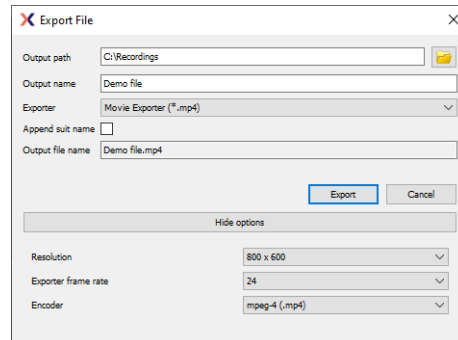 Export File
Output path C:\Recordings
Output name Demo file
Exporter Movie Exporter (*.mp4)
Append suit name
Output file name Demo file.mp4
Export Cancel
Hide options
Resolution 800 x 600
Exporter frame rate 24
Encoder mpeg-4 (.mp4)